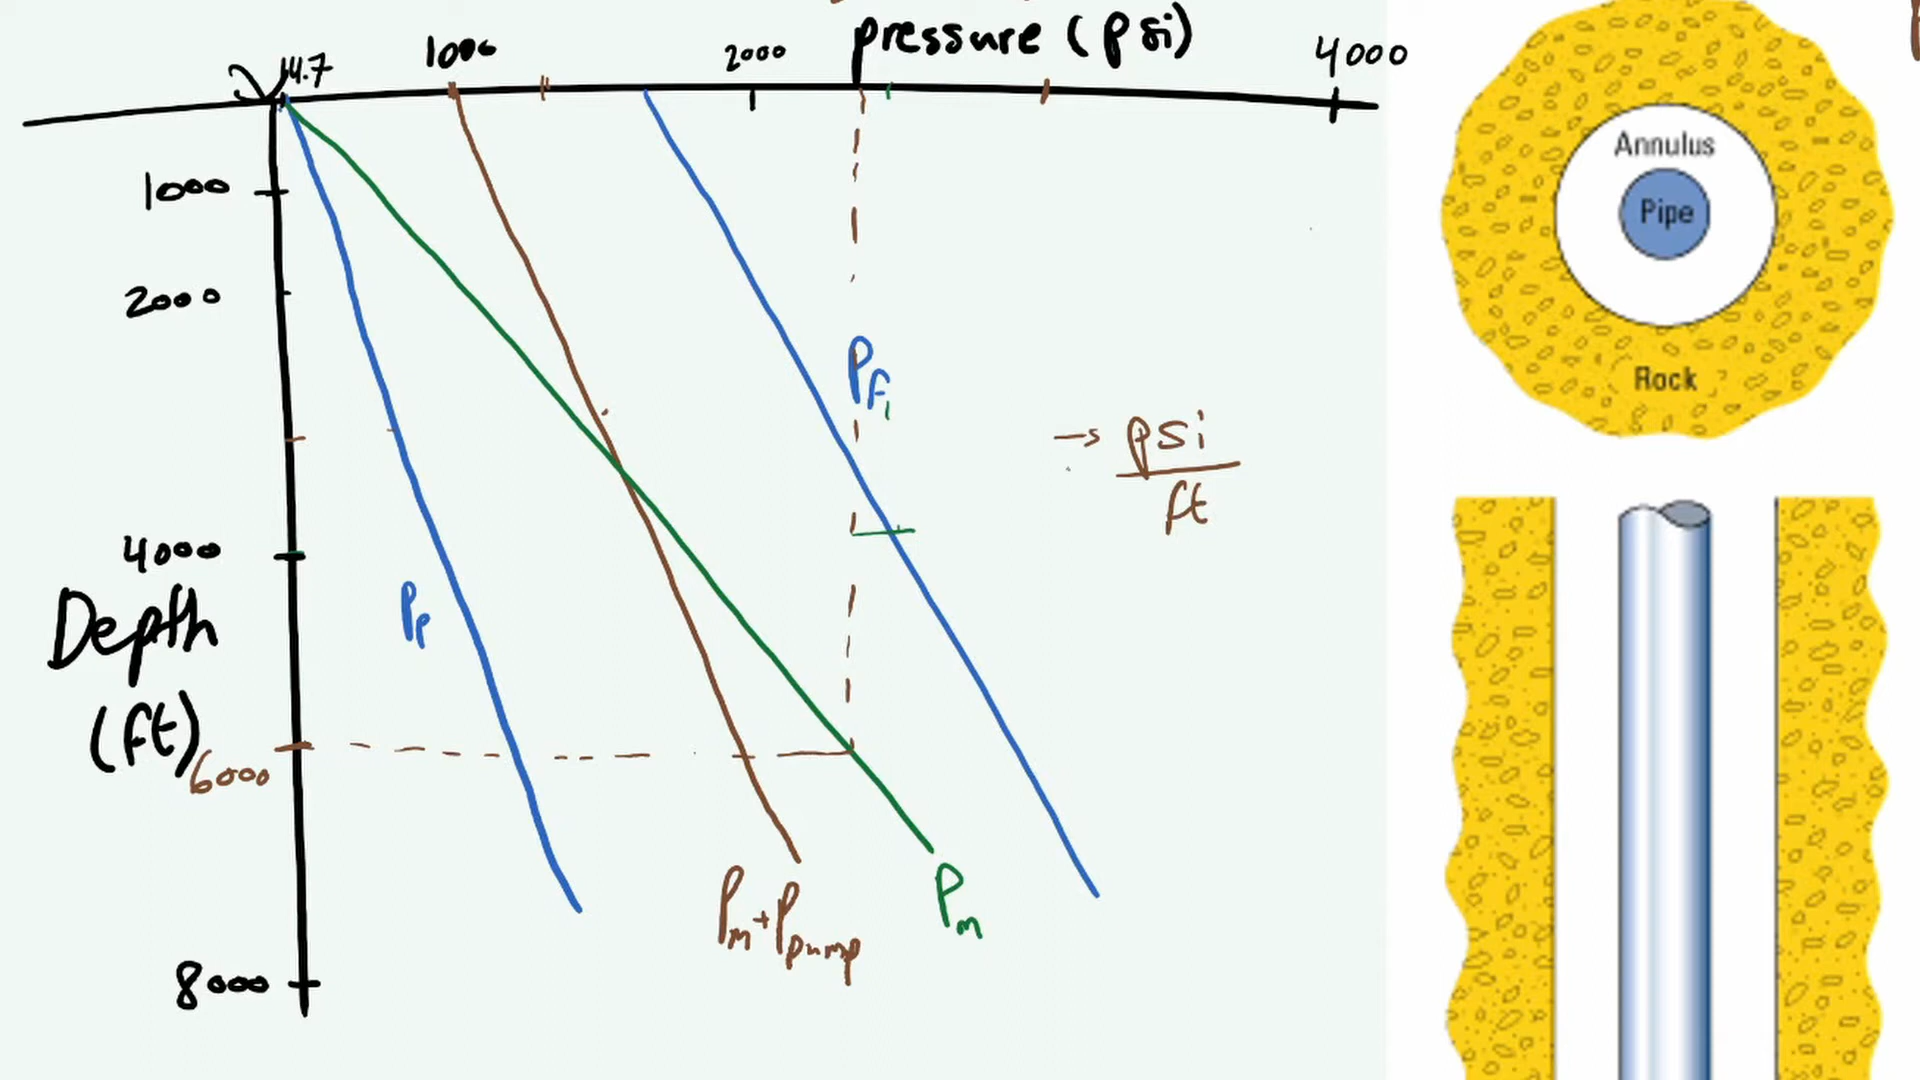 pressure (psi)
14.7
1000
2000
4000
1000
2000
4000
Depth
(ft)
6000
8000
Pp
Pf
Pm + Ppump
Pm
→ psi
ft
Annulus
Pipe
Rock